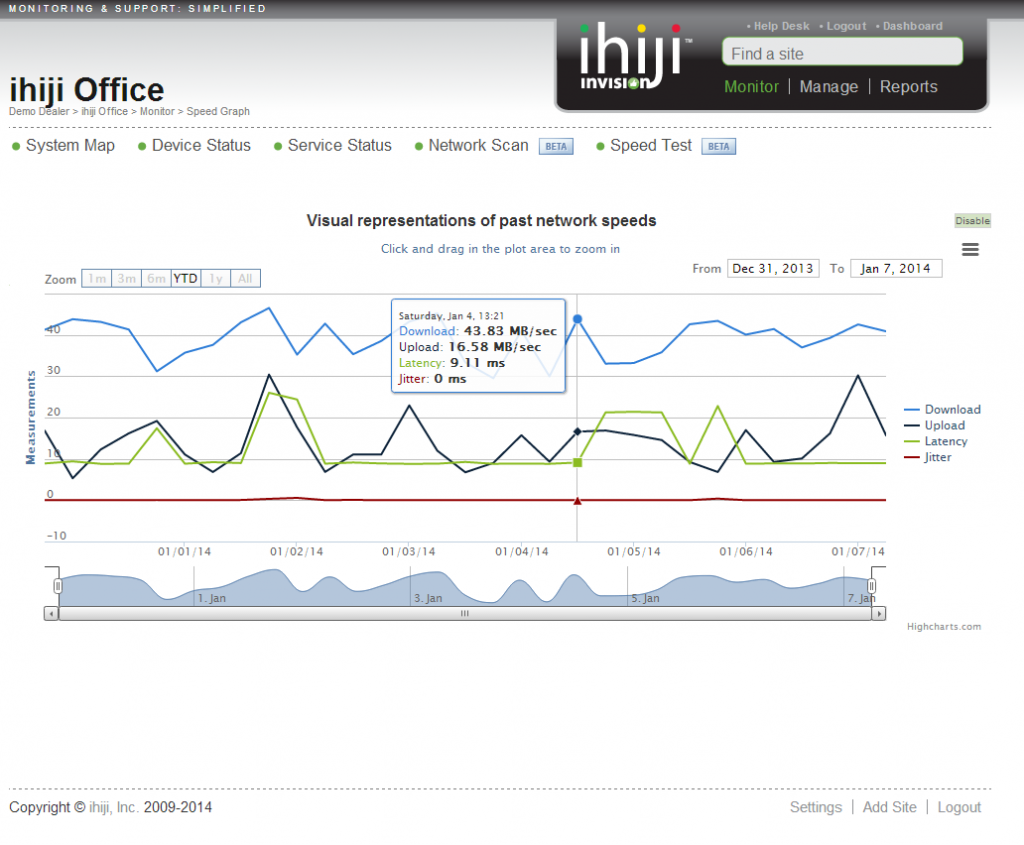 MONITORING & SUPPORT: SIMPLIFIED
• Help Desk • Logout • Dashboard
ihiji™
invision
Find a site
Monitor | Manage | Reports
ihiji Office
Demo Dealer > ihiji Office > Monitor > Speed Graph
System Map
Device Status
Service Status
Network Scan BETA
Speed Test BETA
Visual representations of past network speeds
Disable
Click and drag in the plot area to zoom in
Zoom 1m 3m 6m YTD 1y All
From Dec 31, 2013 To Jan 7, 2014
Measurements
40
30
20
10
0
-10
Saturday, Jan 4, 13:21
Download: 43.83 MB/sec
Upload: 16.58 MB/sec
Latency: 9.11 ms
Jitter: 0 ms
Download
Upload
Latency
Jitter
01/01/14 01/02/14 01/03/14 01/04/14 01/05/14 01/06/14 01/07/14
1. Jan 3. Jan 5. Jan 7. Jan
Highcharts.com
Copyright © ihiji, Inc. 2009-2014
Settings | Add Site | Logout